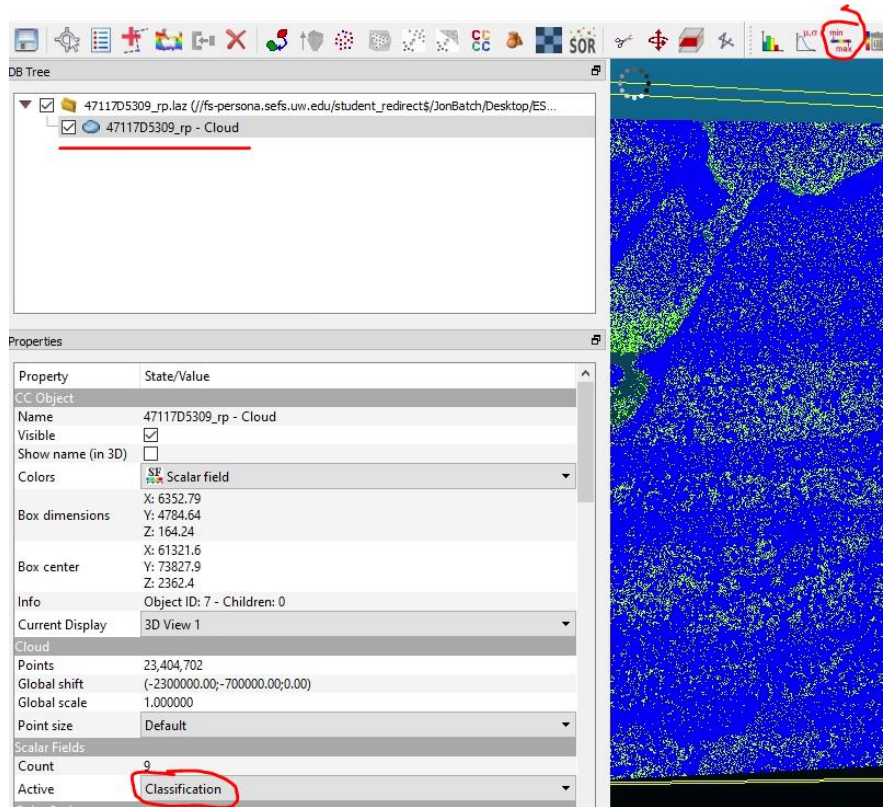 CC
CC
SOR
μ,σ
min
max
DB Tree
47117D5309_rp.laz (//fs-persona.sefs.uw.edu/student_redirect$/JonBatch/Desktop/ES...
47117D5309_rp - Cloud
Properties
Property State/Value
CC Object
Name 47117D5309_rp - Cloud
Visible
Show name (in 3D)
Colors SF Scalar field
X: 6352.79
Box dimensions Y: 4784.64
Z: 164.24
X: 61321.6
Box center Y: 73827.9
Z: 2362.4
Info Object ID: 7 - Children: 0
Current Display 3D View 1
Cloud
Points 23,404,702
Global shift (-2300000.00;-700000.00;0.00)
Global scale 1.000000
Point size Default
Scalar Fields
Count 9
Active Classification